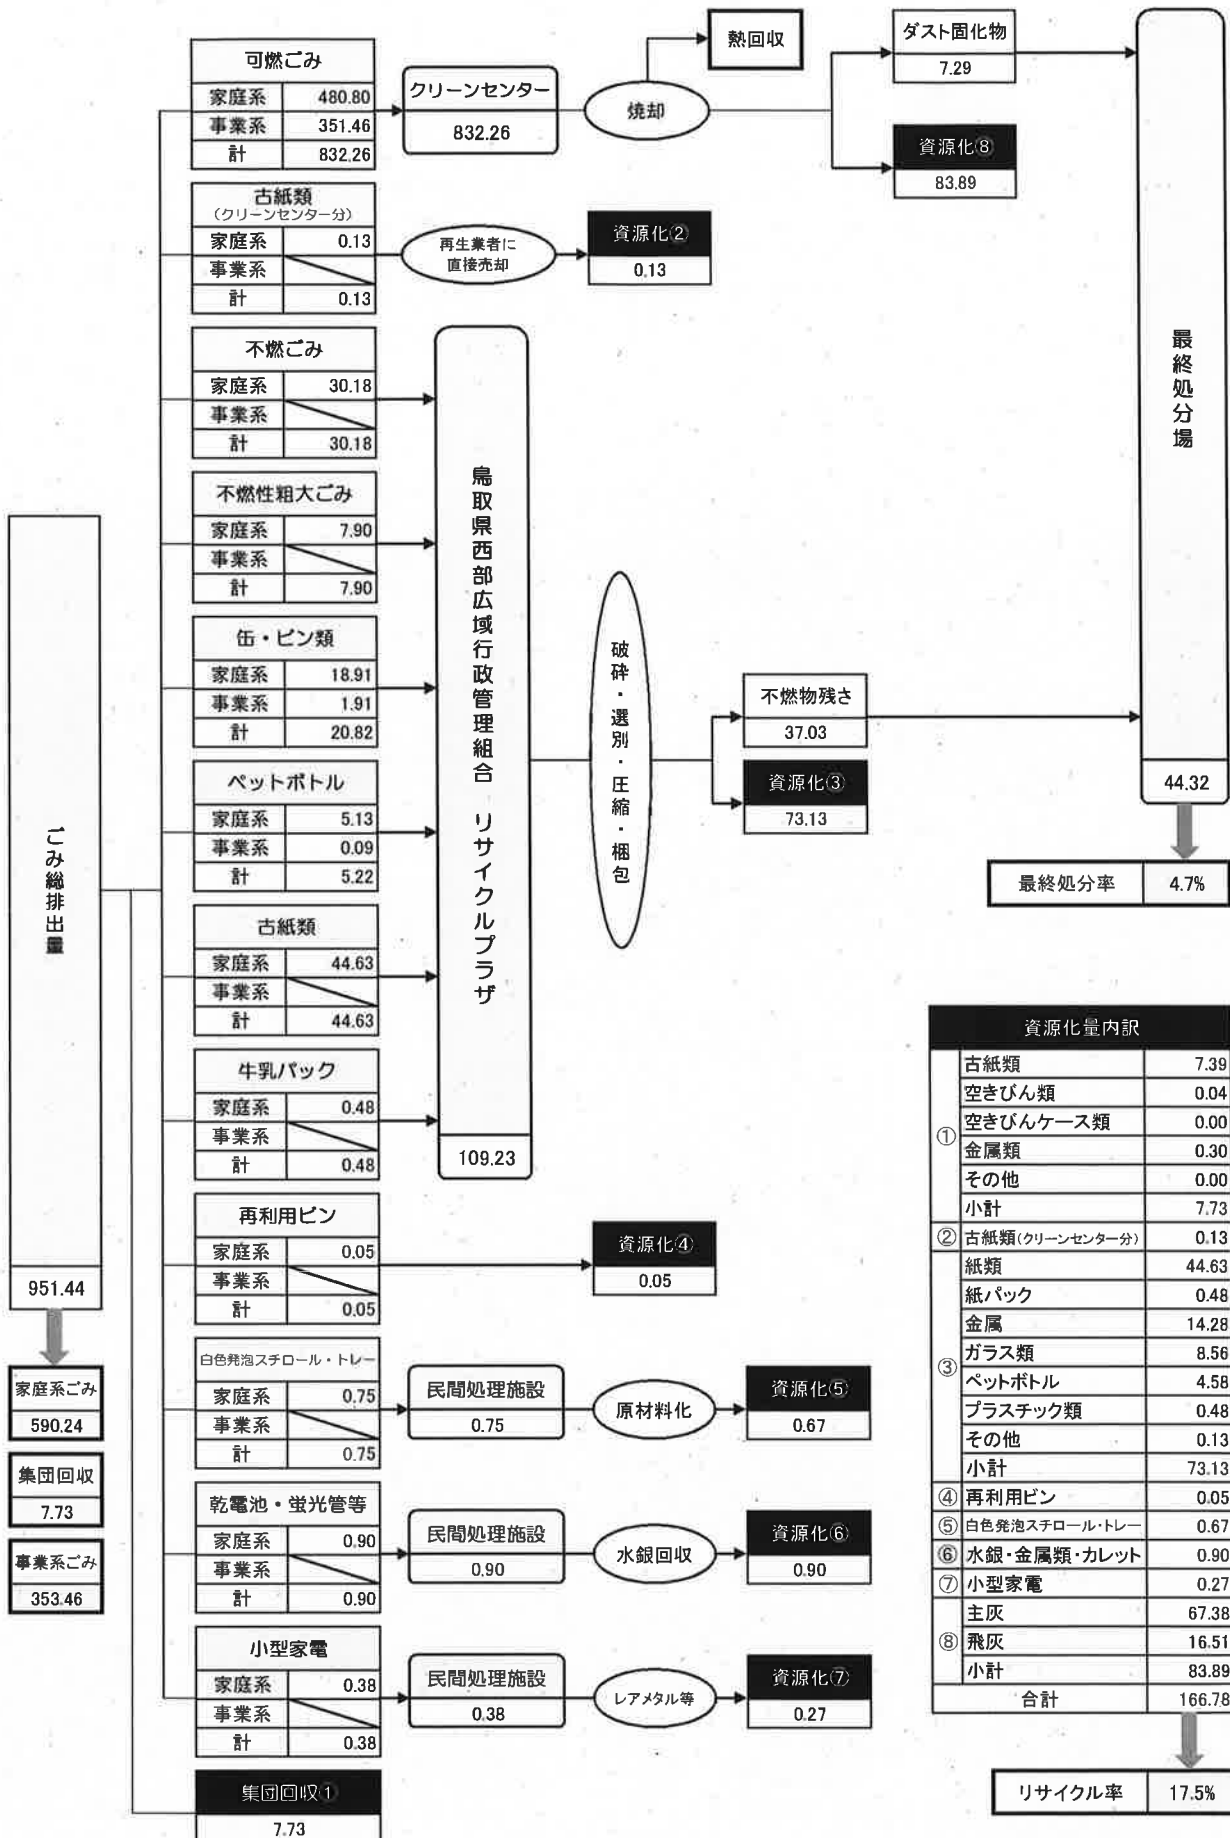 可燃ごみ
家庭系 480.80
事業系 351.46
計 832.26
クリーンセンター
832.26
焼却
熱回収
ダスト固化物
7.29
資源化⑧
83.89
古紙類
(クリーンセンター分)
家庭系 0.13
事業系
計 0.13
再生業者に
直接売却
資源化②
0.13
不燃ごみ
家庭系 30.18
事業系
計 30.18
不燃性粗大ごみ
家庭系 7.90
事業系
計 7.90
缶・ビン類
家庭系 18.91
事業系 1.91
計 20.82
ペットボトル
家庭系 5.13
事業系 0.09
計 5.22
古紙類
家庭系 44.63
事業系
計 44.63
牛乳パック
家庭系 0.48
事業系
計 0.48
鳥取県西部広域行政管理組合 リサイクルプラザ
109.23
破砕・選別・圧縮・梱包
不燃物残さ
37.03
資源化③
73.13
最終処分場
44.32
最終処分率 4.7%
ごみ総排出量
951.44
家庭系ごみ
590.24
集団回収
7.73
事業系ごみ
353.46
再利用ビン
家庭系 0.05
事業系
計 0.05
資源化④
0.05
白色発泡スチロール・トレー
家庭系 0.75
事業系
計 0.75
民間処理施設
0.75
原材料化
資源化⑤
0.67
乾電池・蛍光管等
家庭系 0.90
事業系
計 0.90
民間処理施設
0.90
水銀回収
資源化⑥
0.90
小型家電
家庭系 0.38
事業系
計 0.38
民間処理施設
0.38
レアメタル等
資源化⑦
0.27
集団回収①
7.73
資源化量内訳
① 古紙類 7.39
空きびん類 0.04
空きびんケース類 0.00
金属類 0.30
その他 0.00
小計 7.73
② 古紙類(クリーンセンター分) 0.13
③ 紙類 44.63
紙パック 0.48
金属 14.28
ガラス類 8.56
ペットボトル 4.58
プラスチック類 0.48
その他 0.13
小計 73.13
④ 再利用ビン 0.05
⑤ 白色発泡スチロール・トレー 0.67
⑥ 水銀・金属類・カレット 0.90
⑦ 小型家電 0.27
⑧ 主灰 67.38
飛灰 16.51
小計 83.89
合計 166.78
リサイクル率 17.5%